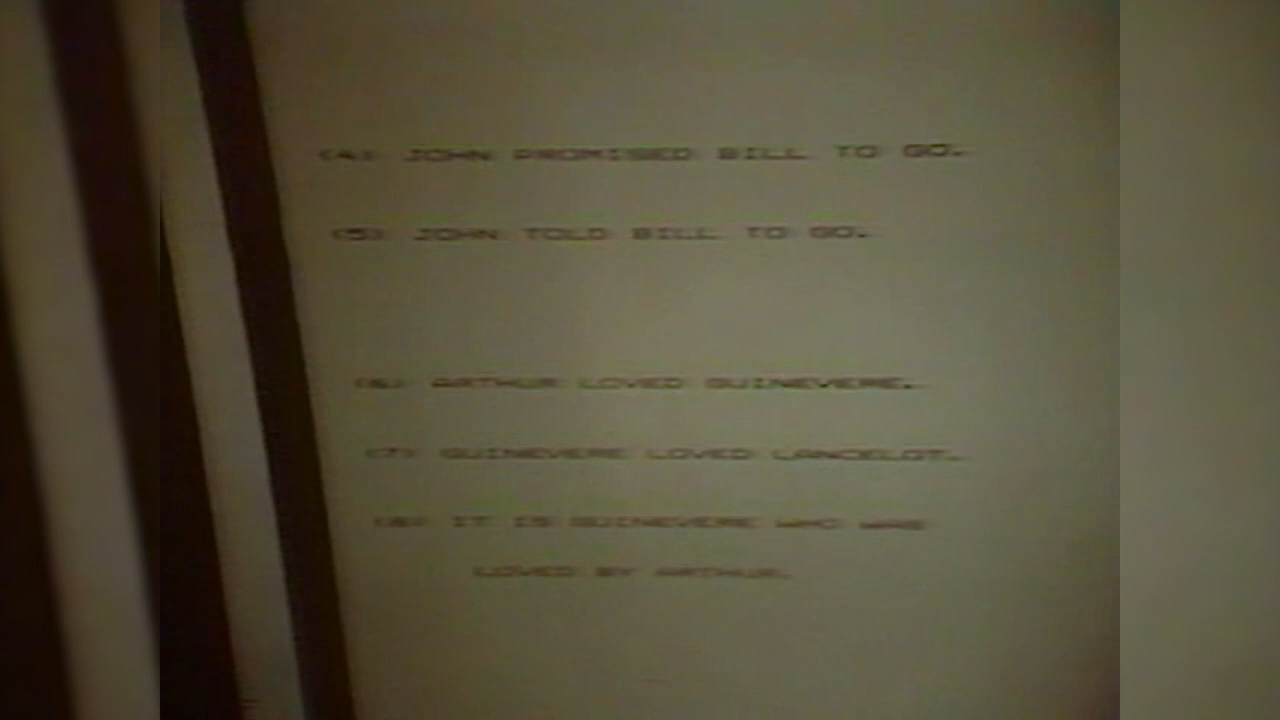 (4) JOHN PROMISED BILL TO GO.
(5) JOHN TOLD BILL TO GO.
(6) ARTHUR LOVED GUINEVERE.
(7) GUINEVERE LOVED LANCELOT.
(8) IT IS GUINEVERE WHO WAS
LOVED BY ARTHUR.